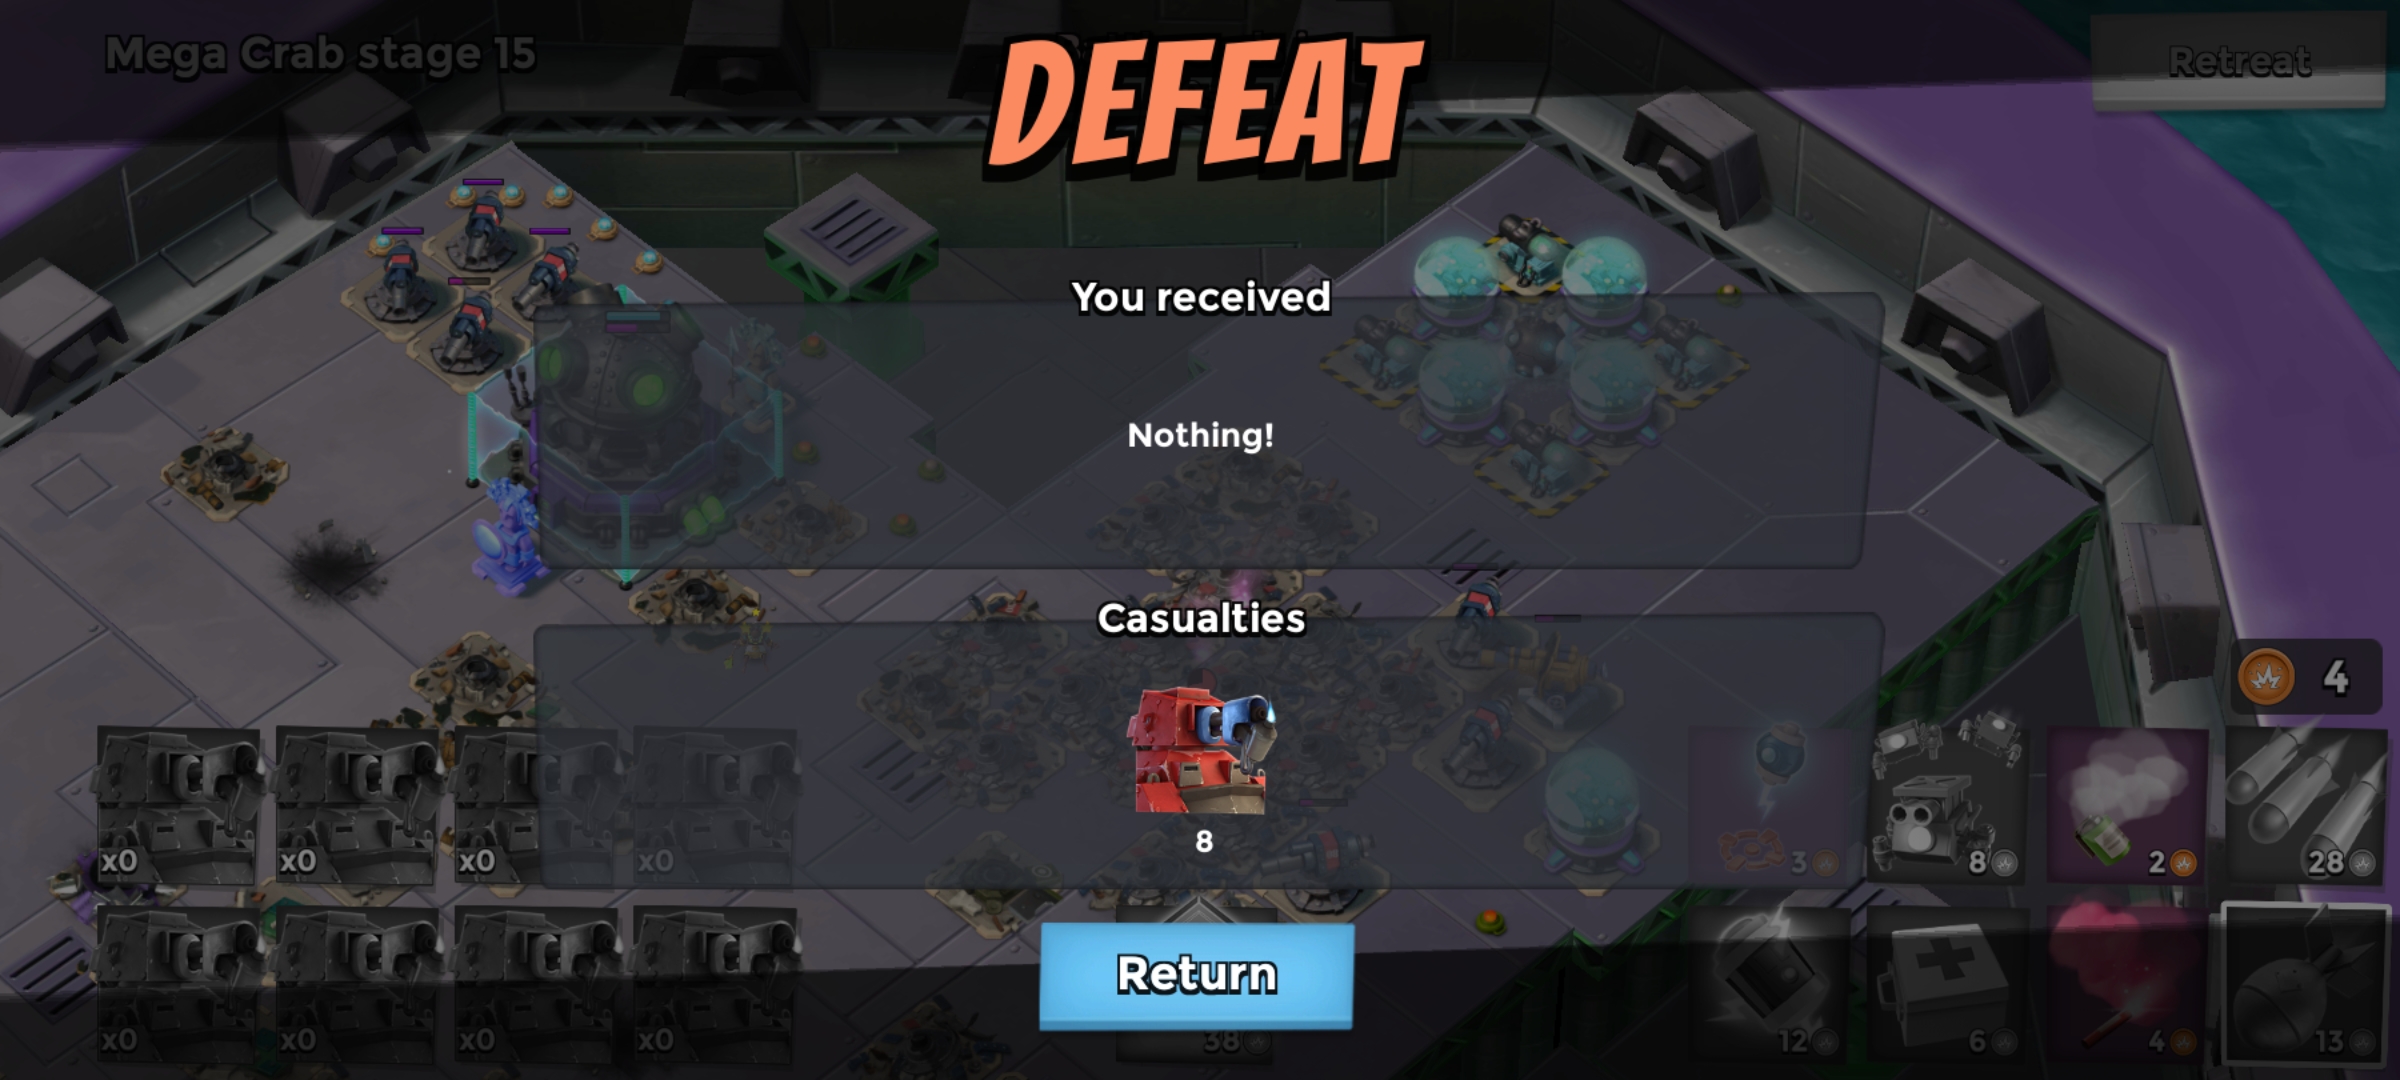 Mega Crab stage 15
DEFEAT
Retreat
You received
Nothing!
Casualties
8
4
x0
x0
x0
x0
3
8
2
28
x0
x0
x0
x0
Return
38
12
6
4
13